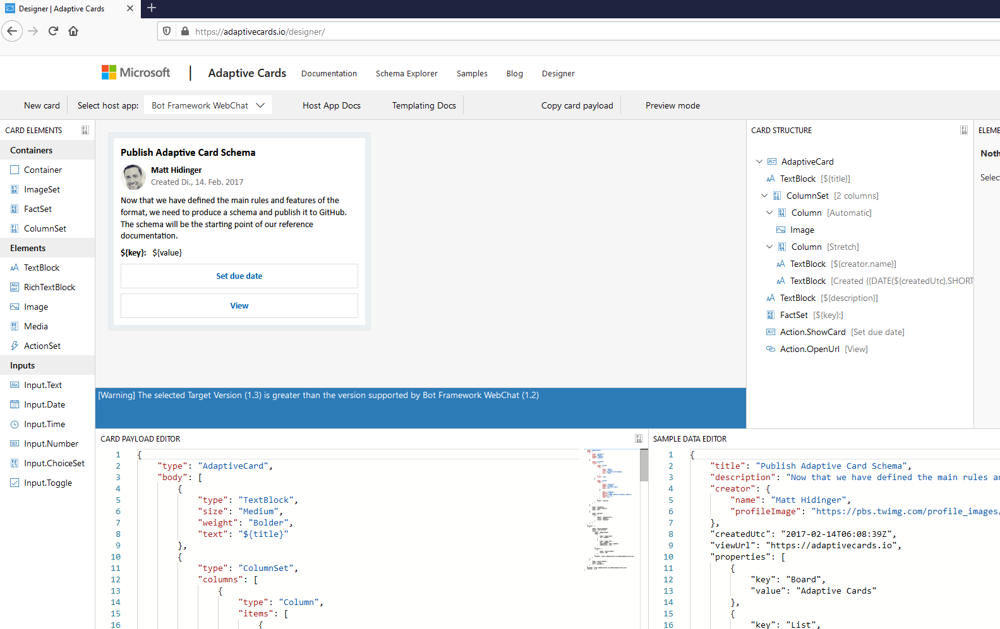 Designer | Adaptive Cards
https://adaptivecards.io/designer/
Microsoft
Adaptive Cards
Documentation
Schema Explorer
Samples
Blog
Designer
New card
Select host app:
Bot Framework WebChat
Host App Docs
Templating Docs
Copy card payload
Preview mode
CARD ELEMENTS
Containers
Container
ImageSet
FactSet
ColumnSet
Elements
TextBlock
RichTextBlock
Image
Media
ActionSet
Inputs
Input.Text
Input.Date
Input.Time
Input.Number
Input.ChoiceSet
Input.Toggle
Publish Adaptive Card Schema
Matt Hidinger
Created Di., 14. Feb. 2017
Now that we have defined the main rules and features of the
format, we need to produce a schema and publish it to GitHub.
The schema will be the starting point of our reference
documentation.
${key}: ${value}
Set due date
View
[Warning] The selected Target Version (1.3) is greater than the version supported by Bot Framework WebChat (1.2)
CARD STRUCTURE
AdaptiveCard
TextBlock [${title}]
ColumnSet [2 columns]
Column [Automatic]
Image
Column [Stretch]
TextBlock [${creator.name}]
TextBlock [Created {{DATE(${createdUtc},SHORT
TextBlock [${description}]
FactSet [${key}:]
Action.ShowCard [Set due date]
Action.OpenUrl [View]
ELEME
Noth
Selec
CARD PAYLOAD EDITOR
1 {
2 "type": "AdaptiveCard",
3 "body": [
4 {
5 "type": "TextBlock",
6 "size": "Medium",
7 "weight": "Bolder",
8 "text": "${title}"
9 },
10 {
11 "type": "ColumnSet",
12 "columns": [
13 {
14 "type": "Column",
15 "items": [
16 {
SAMPLE DATA EDITOR
1 {
2 "title": "Publish Adaptive Card Schema",
3 "description": "Now that we have defined the main rules an
4 "creator": {
5 "name": "Matt Hidinger",
6 "profileImage": "https://pbs.twimg.com/profile_images/
7 },
8 "createdUtc": "2017-02-14T06:08:39Z",
9 "viewUrl": "https://adaptivecards.io",
10 "properties": [
11 {
12 "key": "Board",
13 "value": "Adaptive Cards"
14 },
15 {
16 "key": "List",